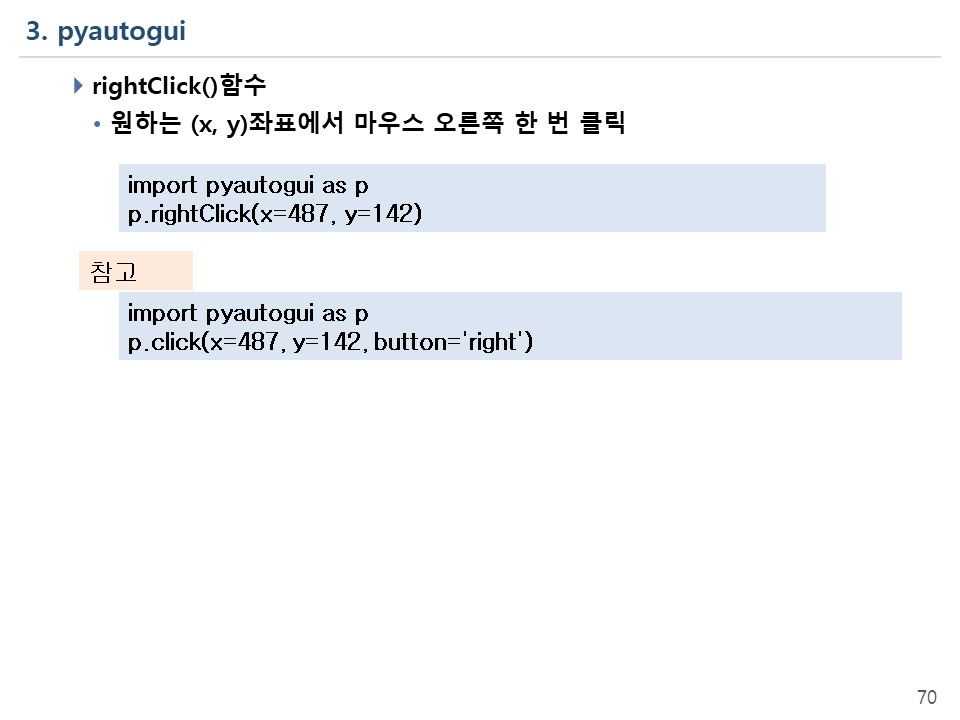 3. pyautogui
rightClick()함수
• 원하는 (x, y)좌표에서 마우스 오른쪽 한 번 클릭
import pyautogui as p
p.rightClick(x=487, y=142)
참고
import pyautogui as p
p.click(x=487, y=142, button='right')
70